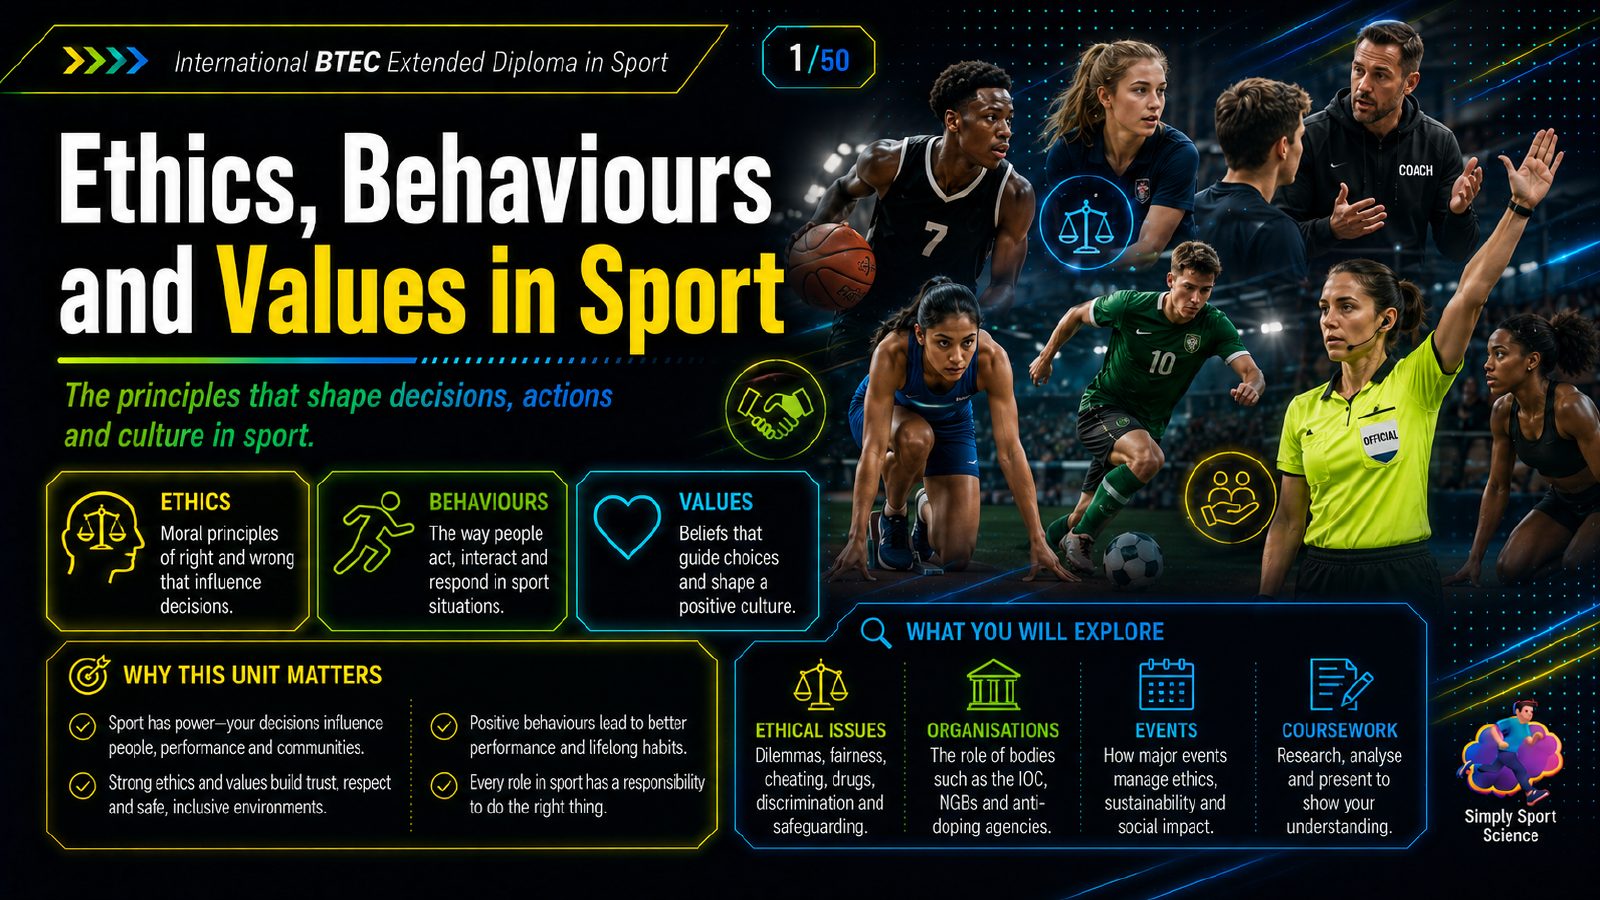 International BTEC Extended Diploma in Sport
1/50
Ethics, Behaviours
and Values in Sport
The principles that shape decisions, actions
and culture in sport.
ETHICS
Moral principles
of right and wrong
that influence
decisions.
BEHAVIOURS
The way people
act, interact and
respond in sport
situations.
VALUES
Beliefs that
guide choices
and shape a
positive culture.
7
COACH
10
OFFICIAL
WHY THIS UNIT MATTERS
Sport has power—your decisions influence
people, performance and communities.
Strong ethics and values build trust, respect
and safe, inclusive environments.
Positive behaviours lead to better
performance and lifelong habits.
Every role in sport has a responsibility
to do the right thing.
WHAT YOU WILL EXPLORE
ETHICAL ISSUES
Dilemmas, fairness,
cheating, drugs,
discrimination and
safeguarding.
ORGANISATIONS
The role of bodies
such as the IOC,
NGBs and anti-
doping agencies.
EVENTS
How major events
manage ethics,
sustainability and
social impact.
COURSEWORK
Research, analyse
and present to
show your
understanding.
Simply Sport
Science